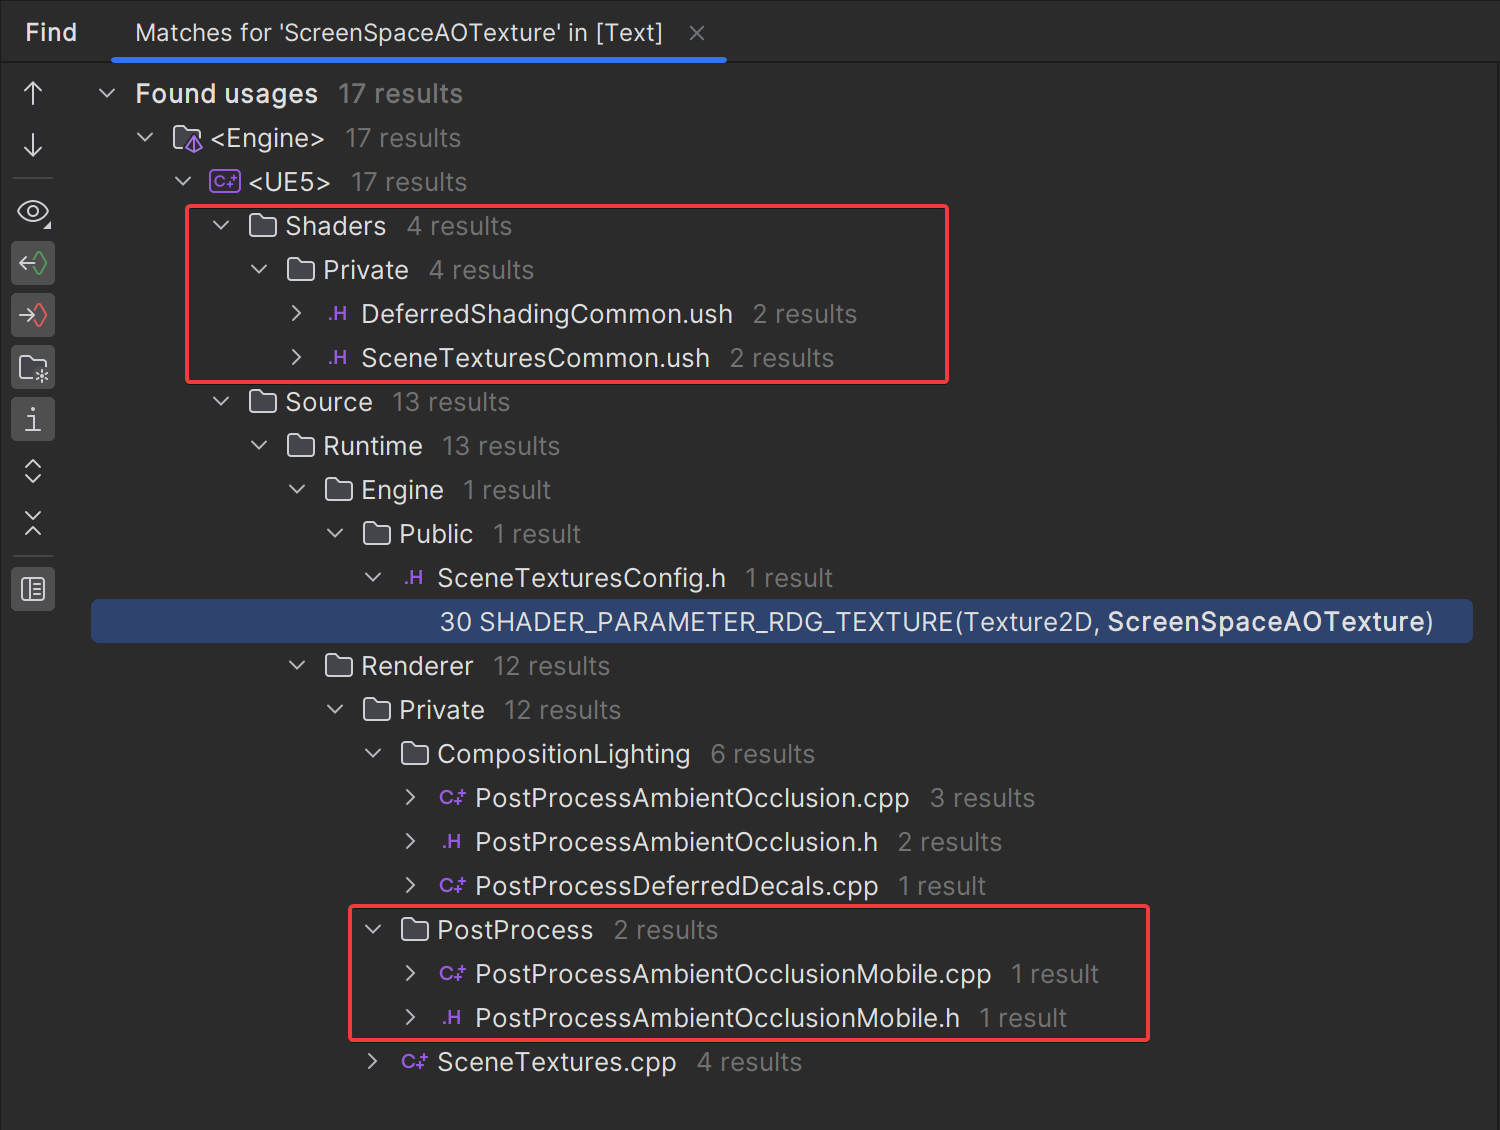 Find Matches for 'ScreenSpaceAOTexture' in [Text]
Found usages 17 results
<Engine> 17 results
C++ <UE5> 17 results
Shaders 4 results
Private 4 results
.H DeferredShadingCommon.ush 2 results
.H SceneTexturesCommon.ush 2 results
Source 13 results
Runtime 13 results
Engine 1 result
Public 1 result
.H SceneTexturesConfig.h 1 result
30 SHADER_PARAMETER_RDG_TEXTURE(Texture2D, ScreenSpaceAOTexture)
Renderer 12 results
Private 12 results
CompositionLighting 6 results
C++ PostProcessAmbientOcclusion.cpp 3 results
.H PostProcessAmbientOcclusion.h 2 results
C++ PostProcessDeferredDecals.cpp 1 result
PostProcess 2 results
C++ PostProcessAmbientOcclusionMobile.cpp 1 result
.H PostProcessAmbientOcclusionMobile.h 1 result
C++ SceneTextures.cpp 4 results